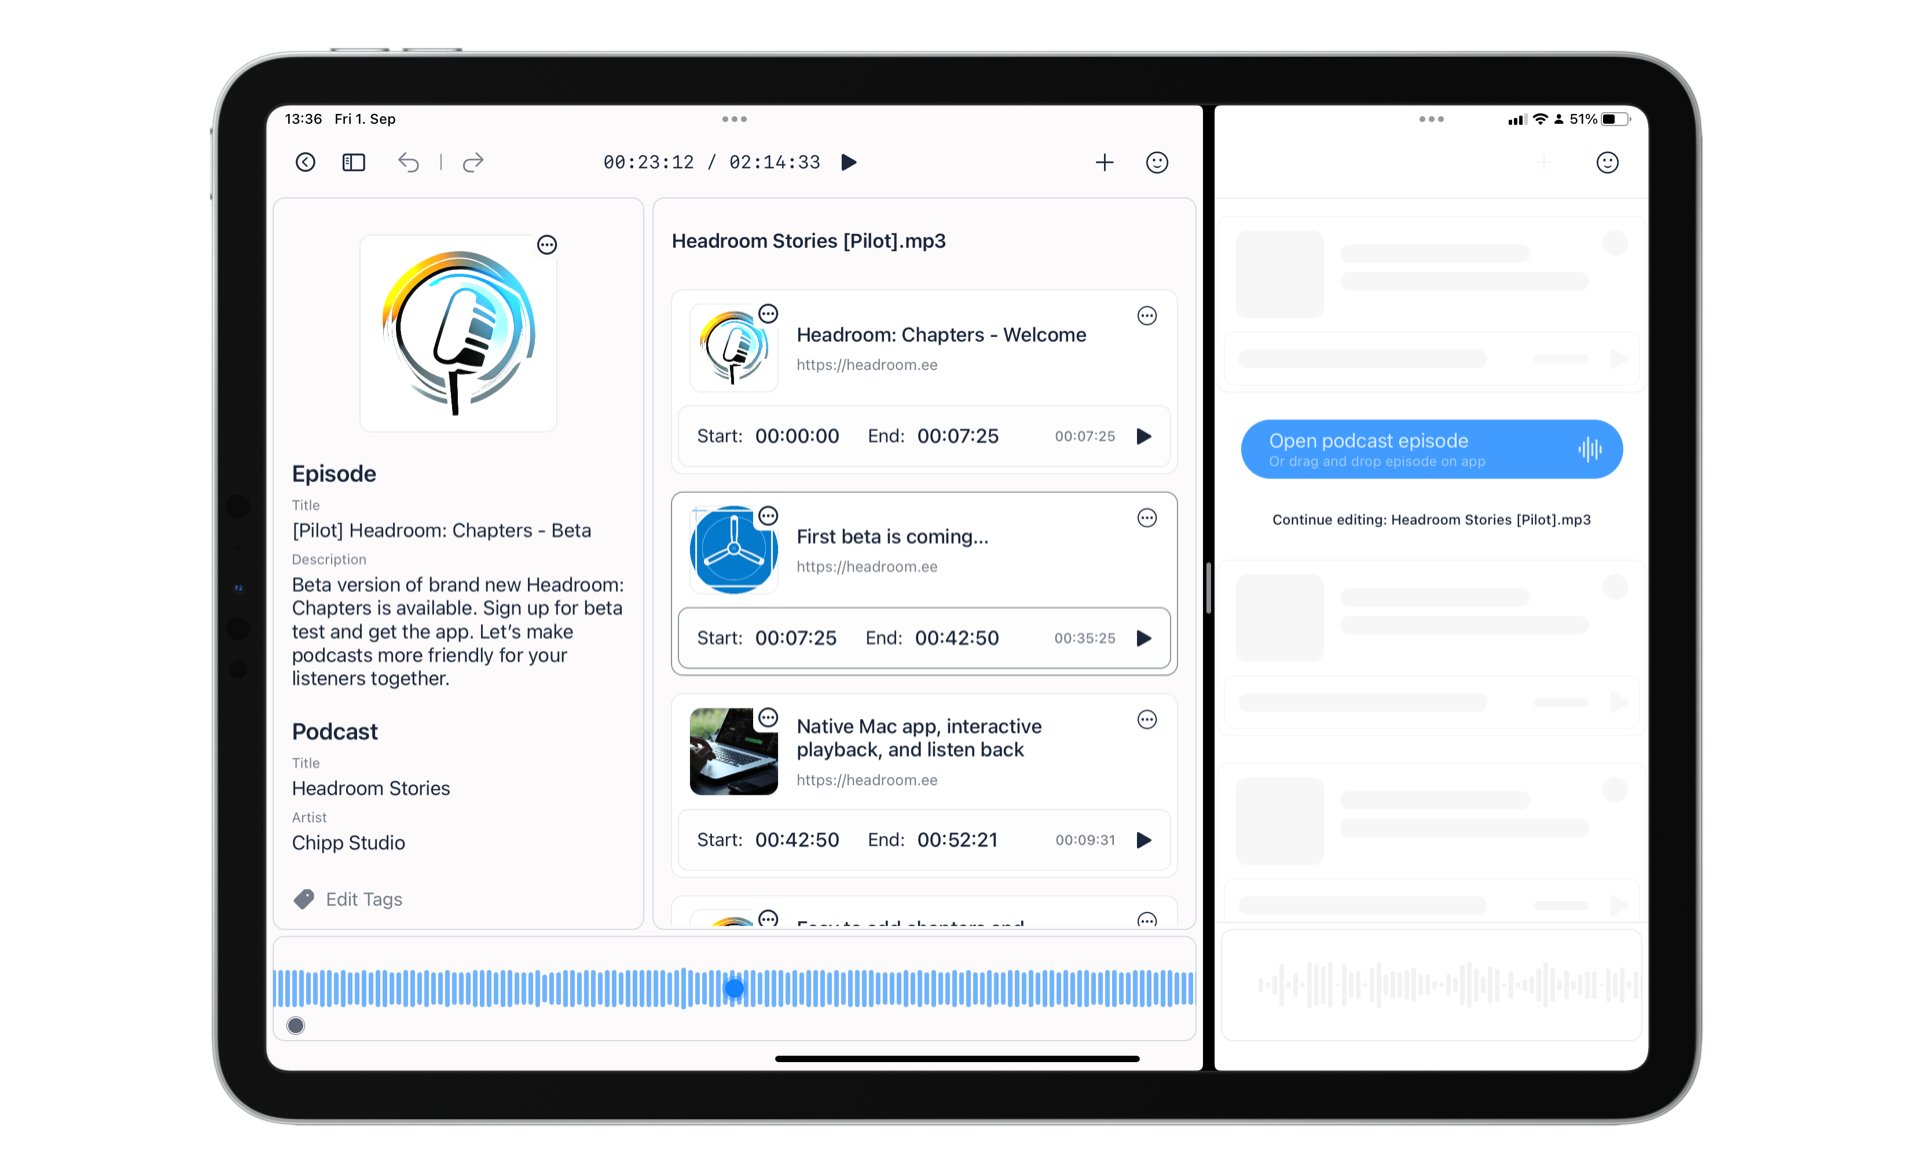 13:36 Fri 1. Sep
51%
00:23:12 / 02:14:33
Episode
Title
[Pilot] Headroom: Chapters - Beta
Description
Beta version of brand new Headroom:
Chapters is available. Sign up for beta
test and get the app. Let's make
podcasts more friendly for your
listeners together.
Podcast
Title
Headroom Stories
Artist
Chipp Studio
Edit Tags
Headroom Stories [Pilot].mp3
Headroom: Chapters - Welcome
https://headroom.ee
Start: 00:00:00 End: 00:07:25 00:07:25
First beta is coming...
https://headroom.ee
Start: 00:07:25 End: 00:42:50 00:35:25
Native Mac app, interactive
playback, and listen back
https://headroom.ee
Start: 00:42:50 End: 00:52:21 00:09:31
Easy to add chapters and
Open podcast episode
Or drag and drop episode on app
Continue editing: Headroom Stories [Pilot].mp3